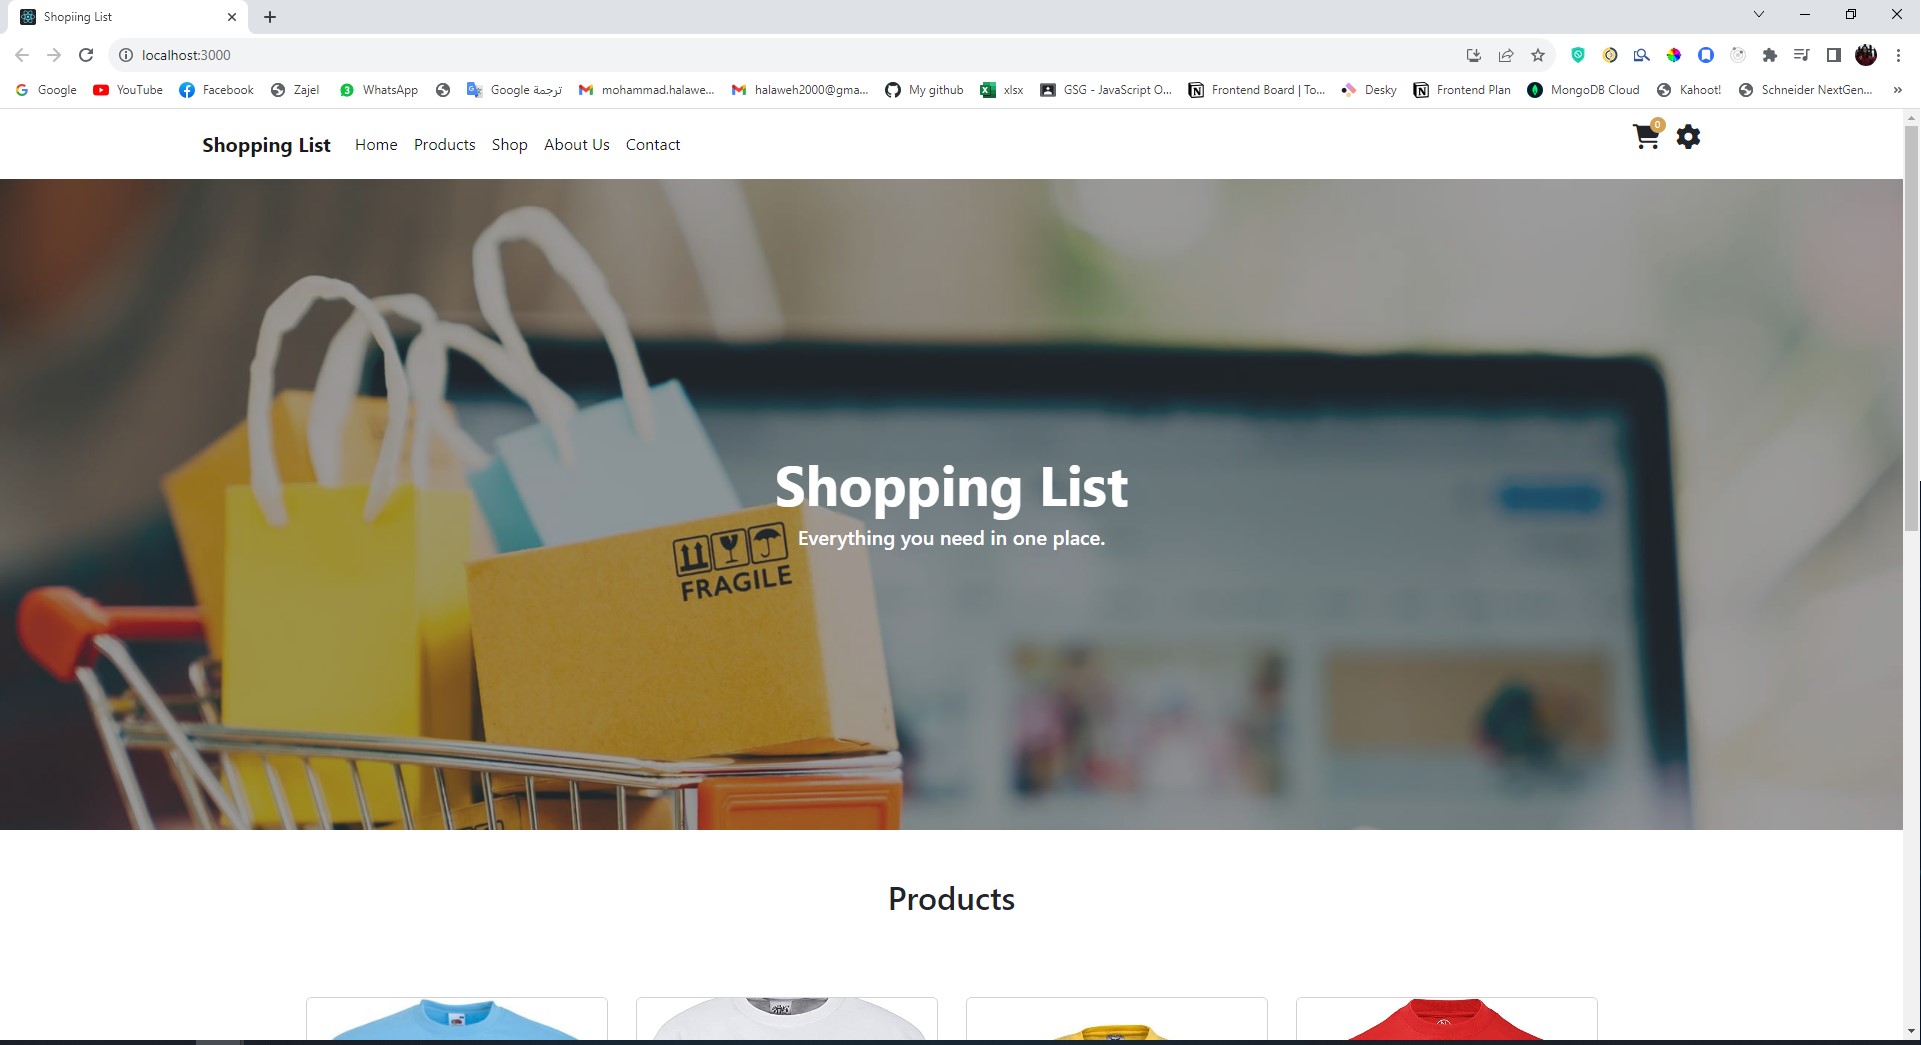 Shopiing List
localhost:3000
Google YouTube Facebook Zajel WhatsApp Google ترجمة mohammad.halawe... halaweh2000@gma... My github xlsx GSG - JavaScript O... Frontend Board | To... Desky Frontend Plan MongoDB Cloud Kahoot! Schneider NextGen... »
Shopping List Home Products Shop About Us Contact 0
Shopping List
Everything you need in one place.
FRAGILE
Products